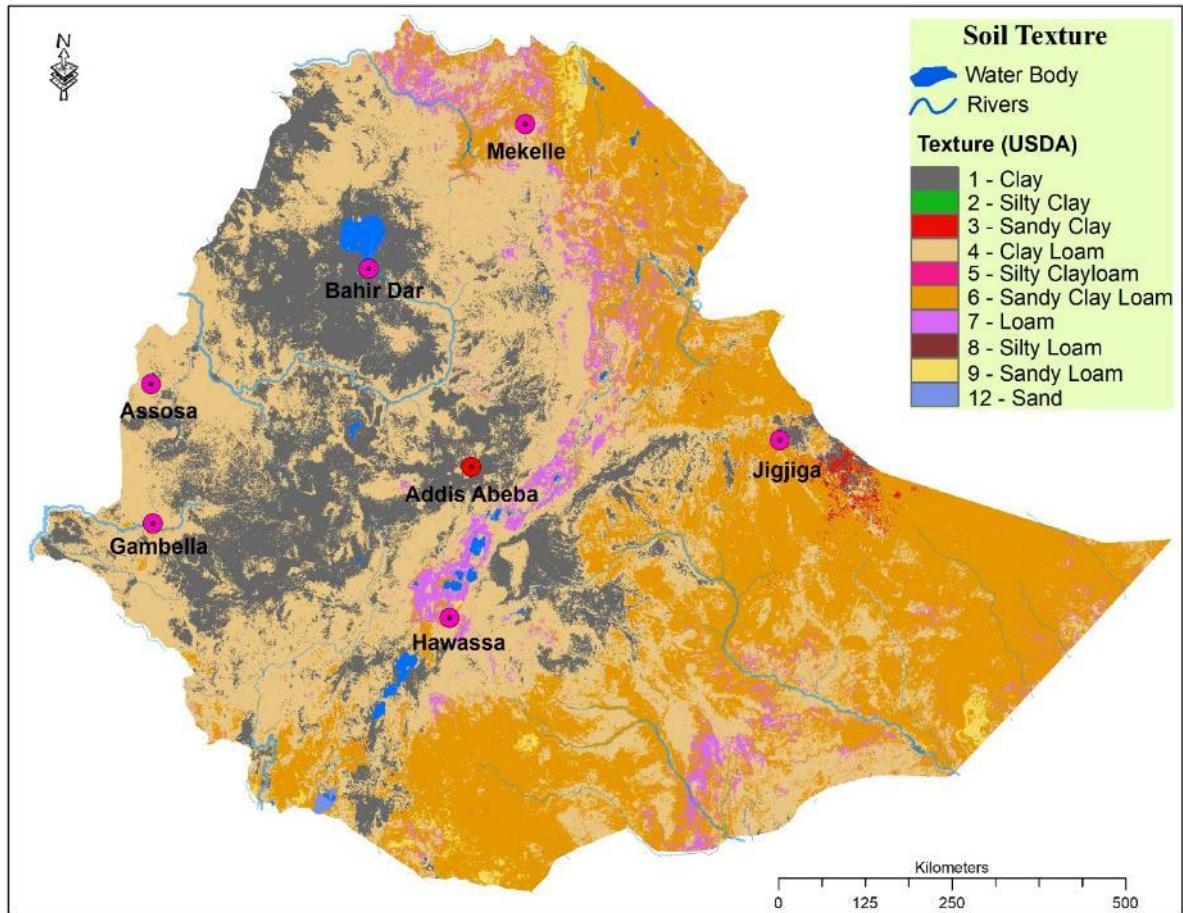 N
Soil Texture
Water Body
Rivers
Texture (USDA)
1 - Clay
2 - Silty Clay
3 - Sandy Clay
4 - Clay Loam
5 - Silty Clayloam
6 - Sandy Clay Loam
7 - Loam
8 - Silty Loam
9 - Sandy Loam
12 - Sand
Mekelle
Bahir Dar
Assosa
Addis Abeba
Jigjiga
Gambella
Hawassa
Kilometers
0 125 250 500